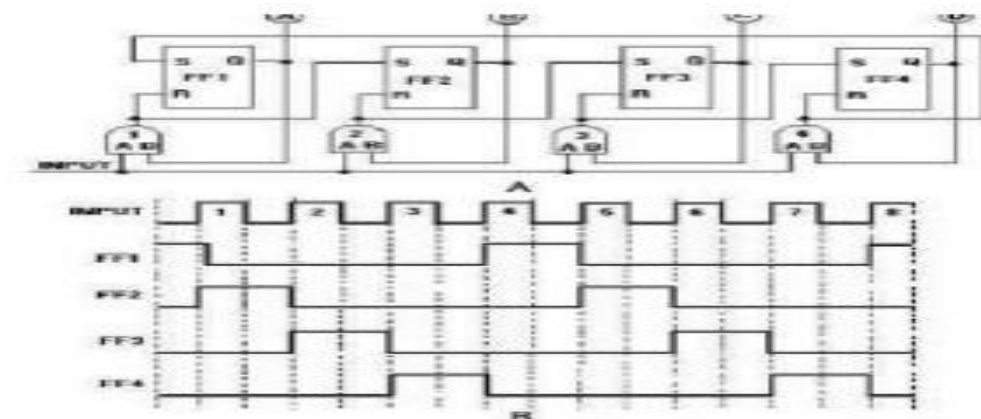 A B C D
S Q S Q S Q S Q
FF1 FF2 FF3 FF4
R R R R
1 2 3 4
A B A B A B A B
INPUT
A
INPUT 1 2 3 4 5 6 7 8
FF1
FF2
FF3
FF4
B